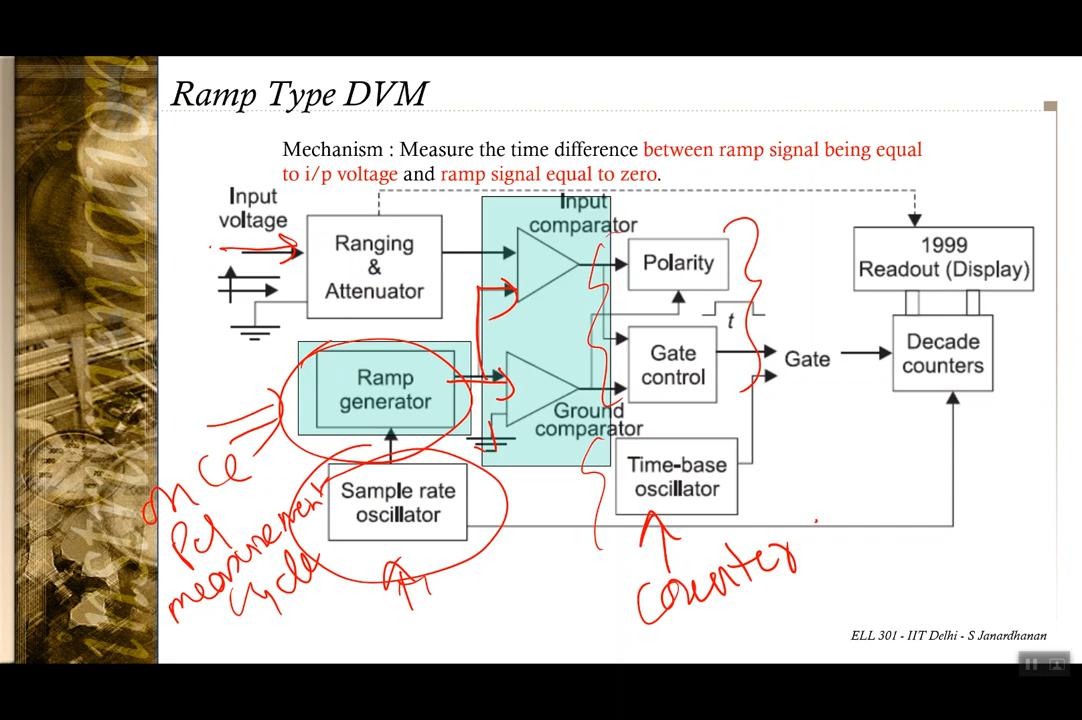 Ramp Type DVM
Mechanism : Measure the time difference between ramp signal being equal
to i/p voltage and ramp signal equal to zero.
Input
voltage
Ranging
&
Attenuator
Input
comparator
Polarity
1999
Readout (Display)
t
Ramp
generator
Gate
control
Gate
Decade
counters
Ground
comparator
Sample rate
oscillator
Time-base
oscillator
once
per
measurement
cycle
counter
instrumentation
ELL 301 - IIT Delhi - S Janardhanan